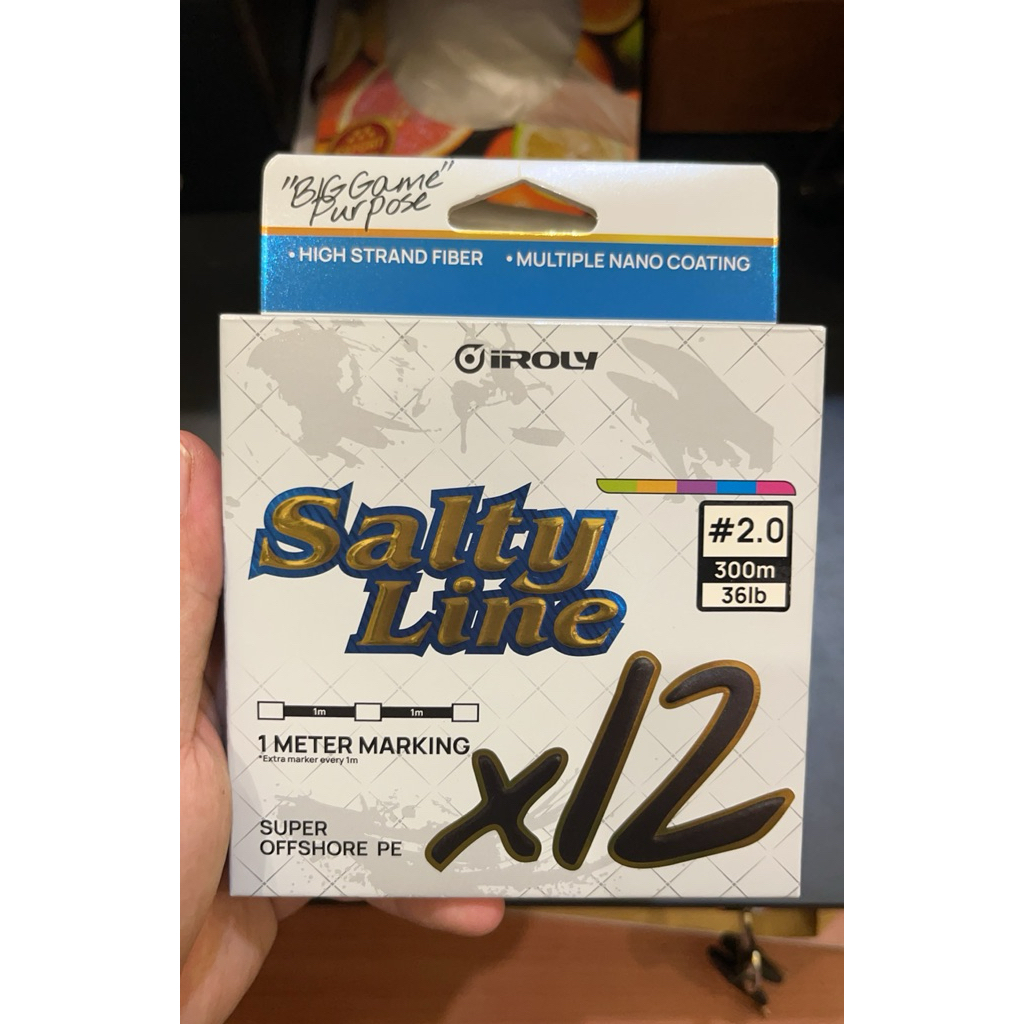 "BIG Game"
Purpose
• HIGH STRAND FIBER • MULTIPLE NANO COATING
iROLY
Salty
Line
#2.0
300m
36lb
1m 1m
1 METER MARKING
*Extra marker every 1m
SUPER
OFFSHORE PE
x12